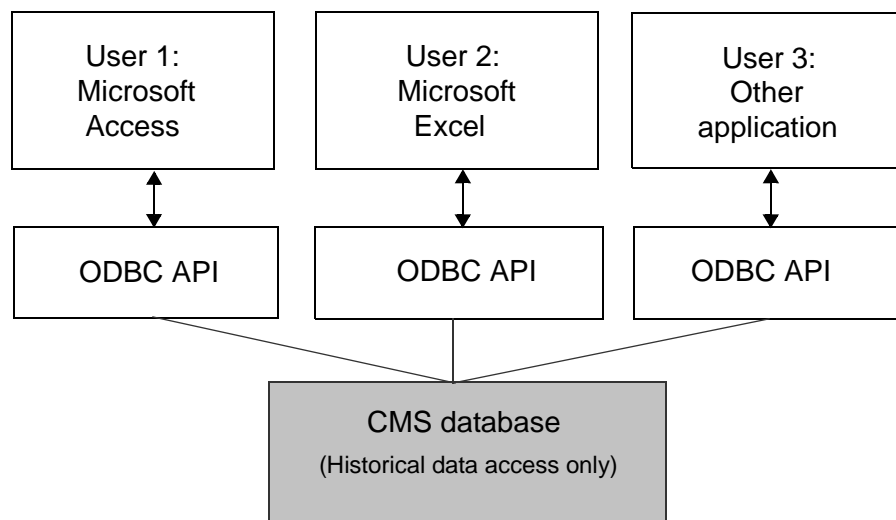 User 1:
Microsoft
Access
User 2:
Microsoft
Excel
User 3:
Other
application
ODBC API
ODBC API
ODBC API
CMS database
(Historical data access only)